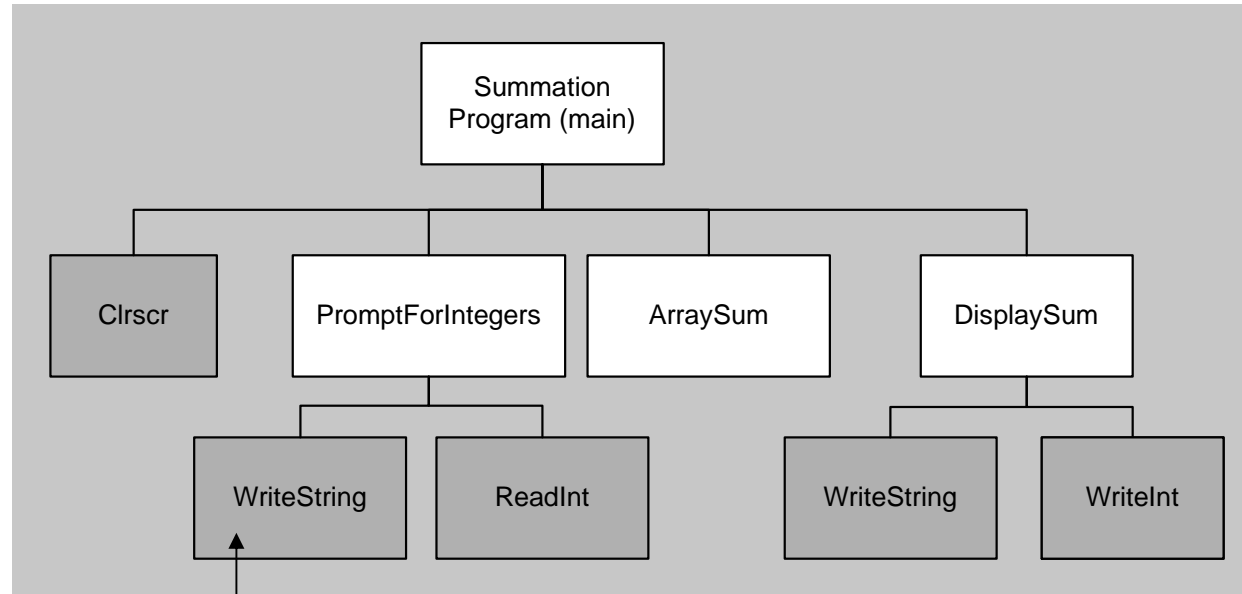 Summation
Program (main)
Clrscr
PromptForIntegers
ArraySum
DisplaySum
WriteString
ReadInt
WriteString
WriteInt